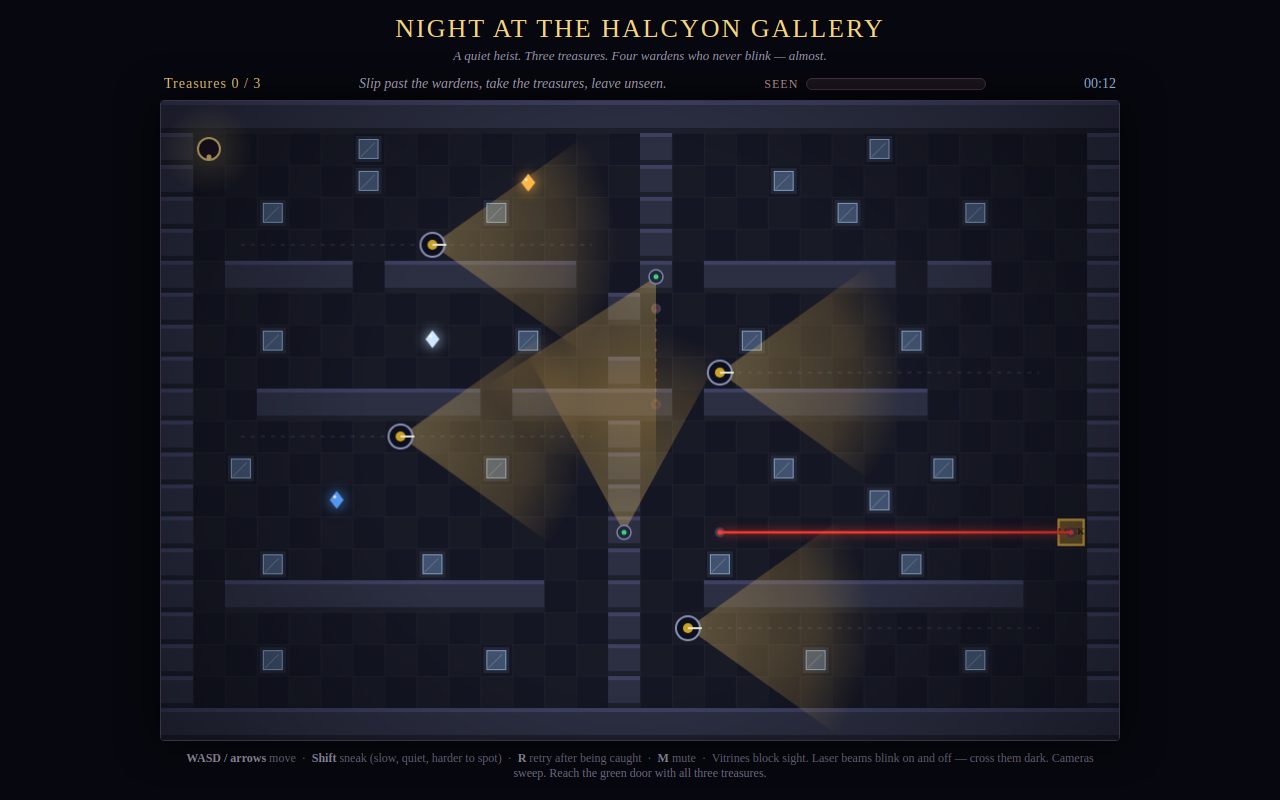 NIGHT AT THE HALCYON GALLERY
A quiet heist. Three treasures. Four wardens who never blink — almost.
Treasures 0 / 3 Slip past the wardens, take the treasures, leave unseen. SEEN 00:12
WASD / arrows move · Shift sneak (slow, quiet, harder to spot) · R retry after being caught · M mute · Vitrines block sight. Laser beams blink on and off — cross them dark. Cameras
sweep. Reach the green door with all three treasures.